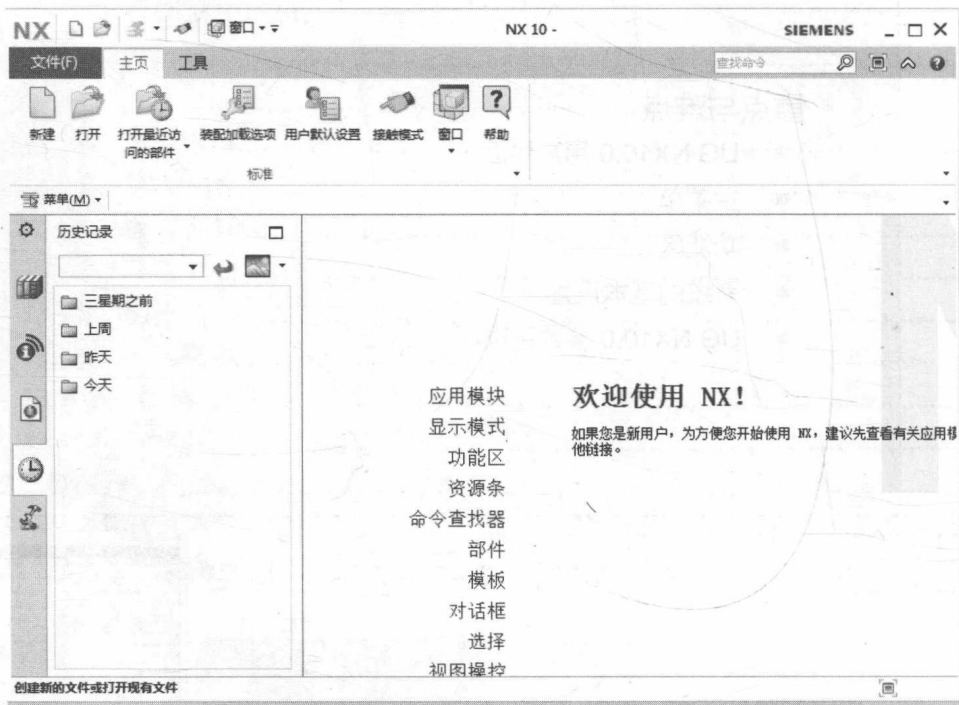 NX 窗口 NX 10 - SIEMENS
文件(F) 主页 工具 查找命令
新建 打开 打开最近访问的部件 装配加载选项 用户默认设置 接触模式 窗口 帮助
标准
菜单(M)
历史记录
三星期之前
上周
昨天
今天
应用模块
显示模式
功能区
资源条
命令查找器
部件
模板
对话框
选择
视图操控
欢迎使用 NX!
如果您是新用户，为方便您开始使用 NX，建议先查看有关应用模
他链接。
创建新的文件或打开现有文件